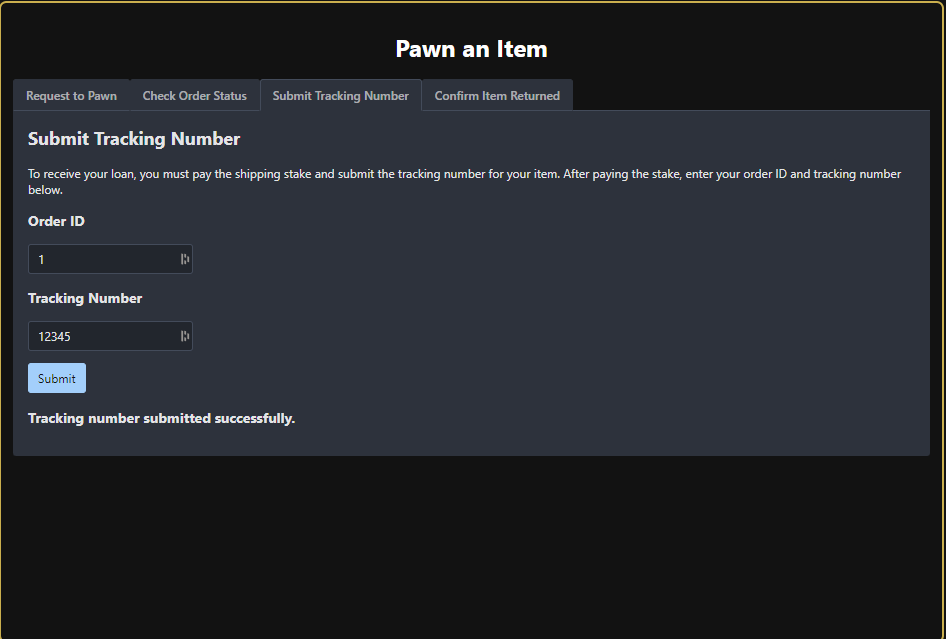 Pawn an Item
Request to Pawn Check Order Status Submit Tracking Number Confirm Item Returned
Submit Tracking Number
To receive your loan, you must pay the shipping stake and submit the tracking number for your item. After paying the stake, enter your order ID and tracking number
below.
Order ID
1
Tracking Number
12345
Submit
Tracking number submitted successfully.